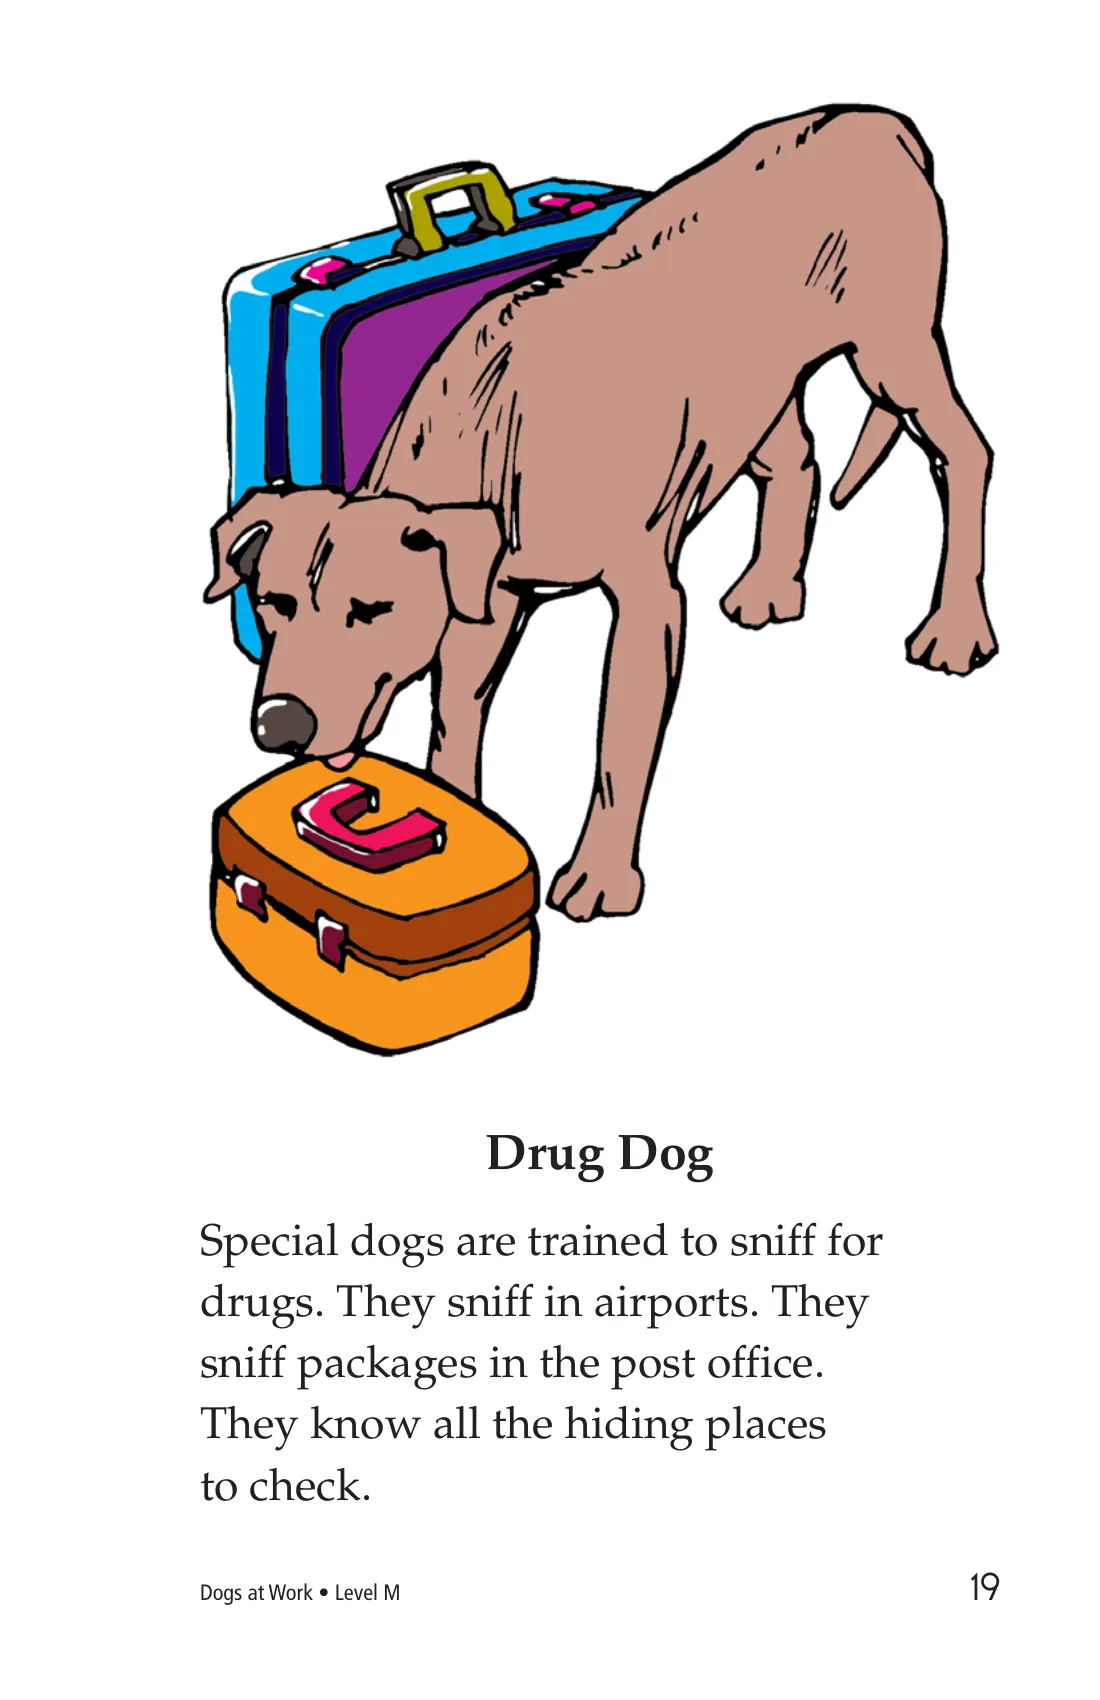 Drug Dog
Special dogs are trained to sniff for
drugs. They sniff in airports. They
sniff packages in the post office.
They know all the hiding places
to check.
Dogs at Work • Level M
19